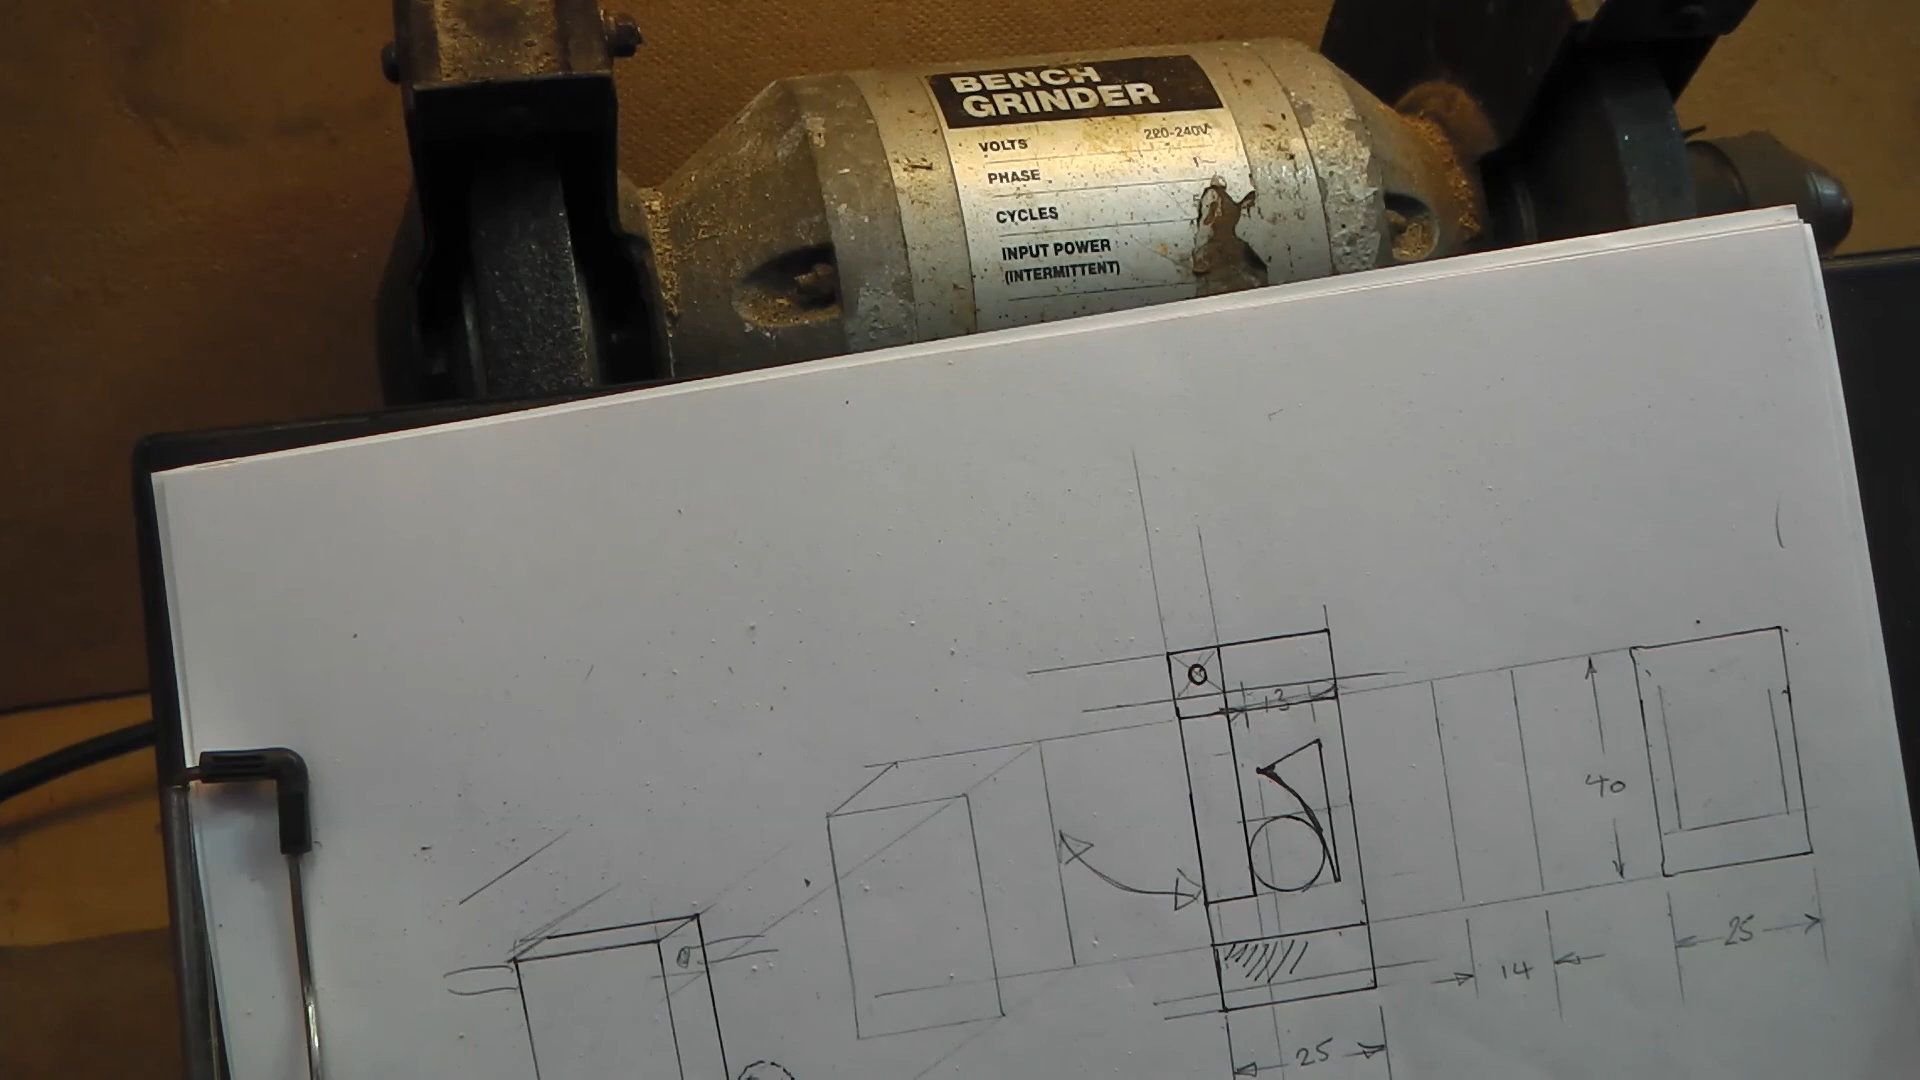 BENCH
GRINDER
VOLTS 220-240V
PHASE 1~
CYCLES
INPUT POWER
(INTERMITTENT)
13
40
25
14
25